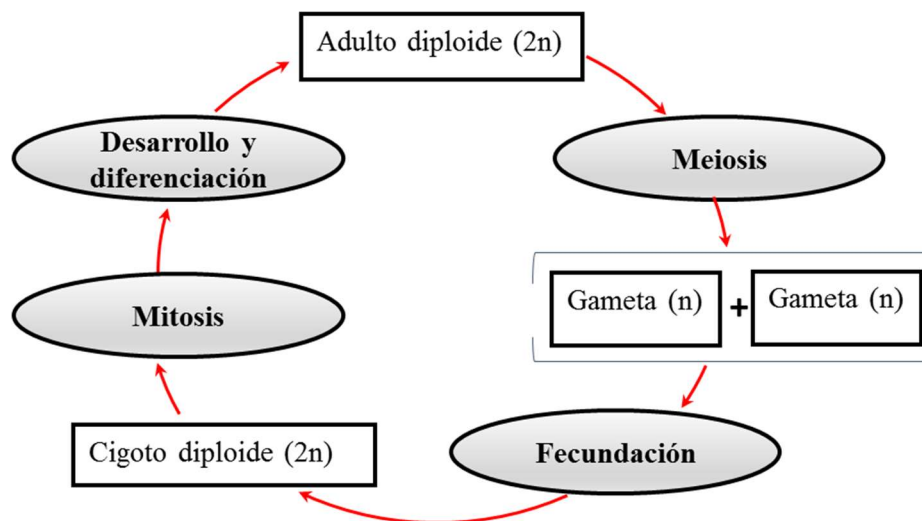 Adulto diploide (2n)
Desarrollo y
diferenciación
Meiosis
Gameta (n) + Gameta (n)
Mitosis
Cigoto diploide (2n)
Fecundación